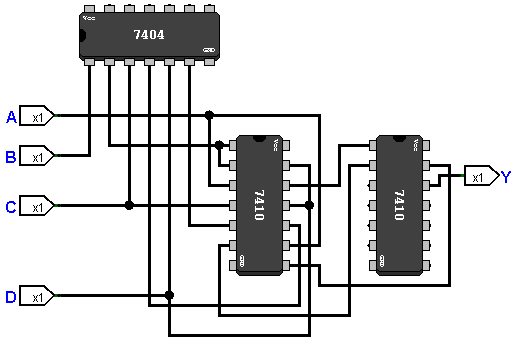 Vcc
7404
GND
A x1
B x1
C x1
D x1
Vcc
7410
GND
Vcc
7410
GND
x1 Y